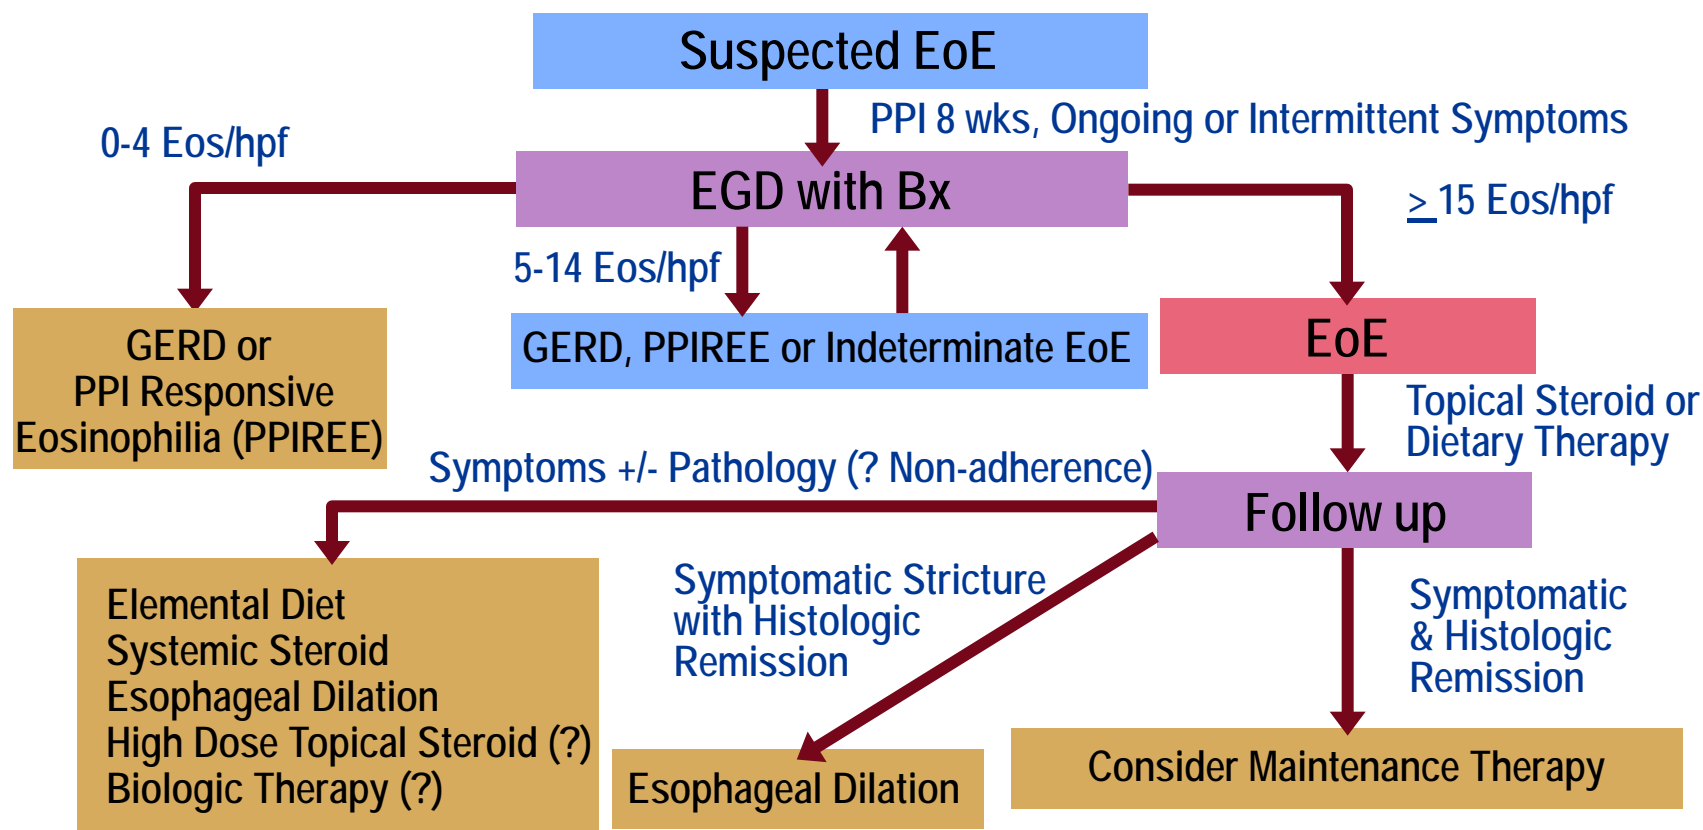 Suspected EoE
PPI 8 wks, Ongoing or Intermittent Symptoms
0-4 Eos/hpf
EGD with Bx
≥ 15 Eos/hpf
5-14 Eos/hpf
GERD or
PPI Responsive
Eosinophilia (PPIREE)
GERD, PPIREE or Indeterminate EoE
EoE
Topical Steroid or
Dietary Therapy
Symptoms +/- Pathology (? Non-adherence)
Follow up
Elemental Diet
Systemic Steroid
Esophageal Dilation
High Dose Topical Steroid (?)
Biologic Therapy (?)
Symptomatic Stricture
with Histologic
Remission
Symptomatic
& Histologic
Remission
Esophageal Dilation
Consider Maintenance Therapy